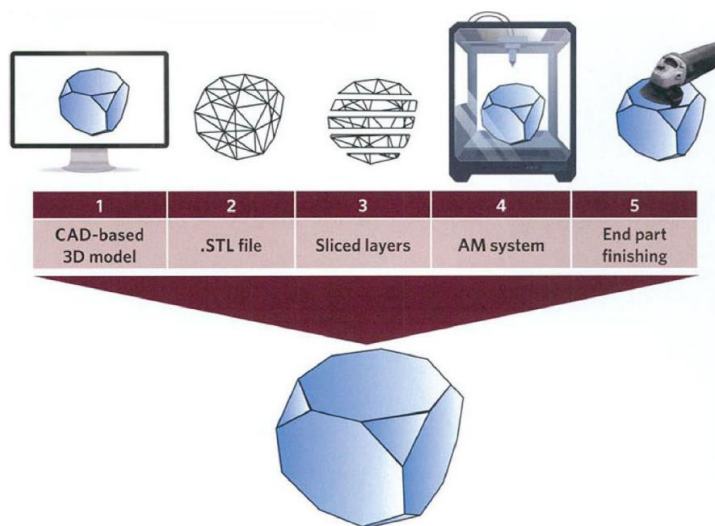 1 2 3 4 5
CAD-based 3D model
.STL file
Sliced layers
AM system
End part finishing